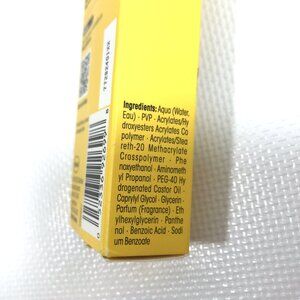 Ingredients: Aqua (Water,
Eau) · PVP · Acrylates/Hy
droxyesters Acrylates Co
polymer · Acrylates/Stea
reth-20 Methacrylate
Crosspolymer · Phe
noxyethanol · Aminometh
yl Propanol · PEG-40 Hy
drogenated Castor Oil ·
Caprylyl Glycol · Glycerin ·
Parfum (Fragrance) · Eth
ylhexylglycerin · Panthe
nol · Benzoic Acid · Sodi
um Benzoate